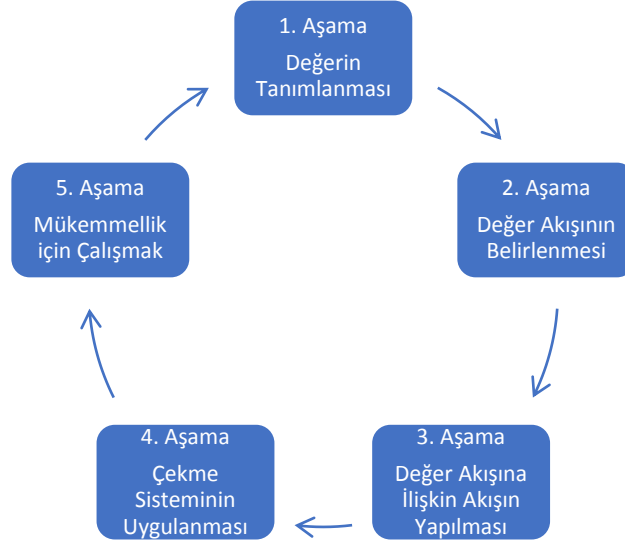 1. Aşama
Değerin
Tanımlanması
2. Aşama
Değer Akışının
Belirlenmesi
3. Aşama
Değer Akışına
İlişkin Akışın
Yapılması
4. Aşama
Çekme
Sisteminin
Uygulanması
5. Aşama
Mükemmellik
için Çalışmak